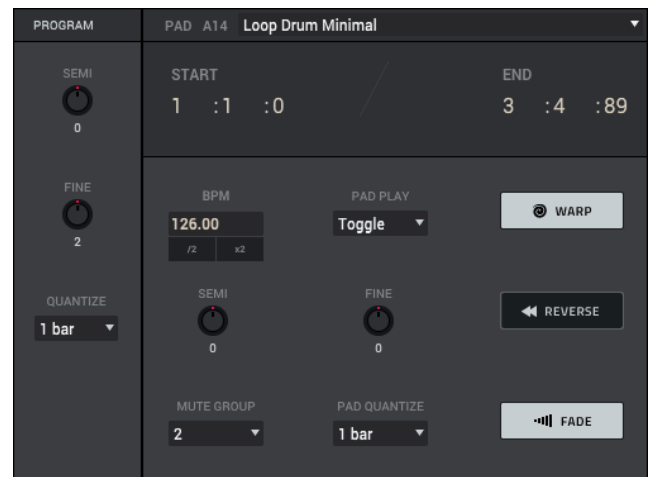 PROGRAM
PAD A14 Loop Drum Minimal
SEMI
0
FINE
2
QUANTIZE
1 bar
START
END
1 :1 :0
3 :4 :89
BPM
PAD PLAY
126.00
Toggle
WARP
/2 x2
SEMI
FINE
REVERSE
0
0
MUTE GROUP
PAD QUANTIZE
2
1 bar
FADE